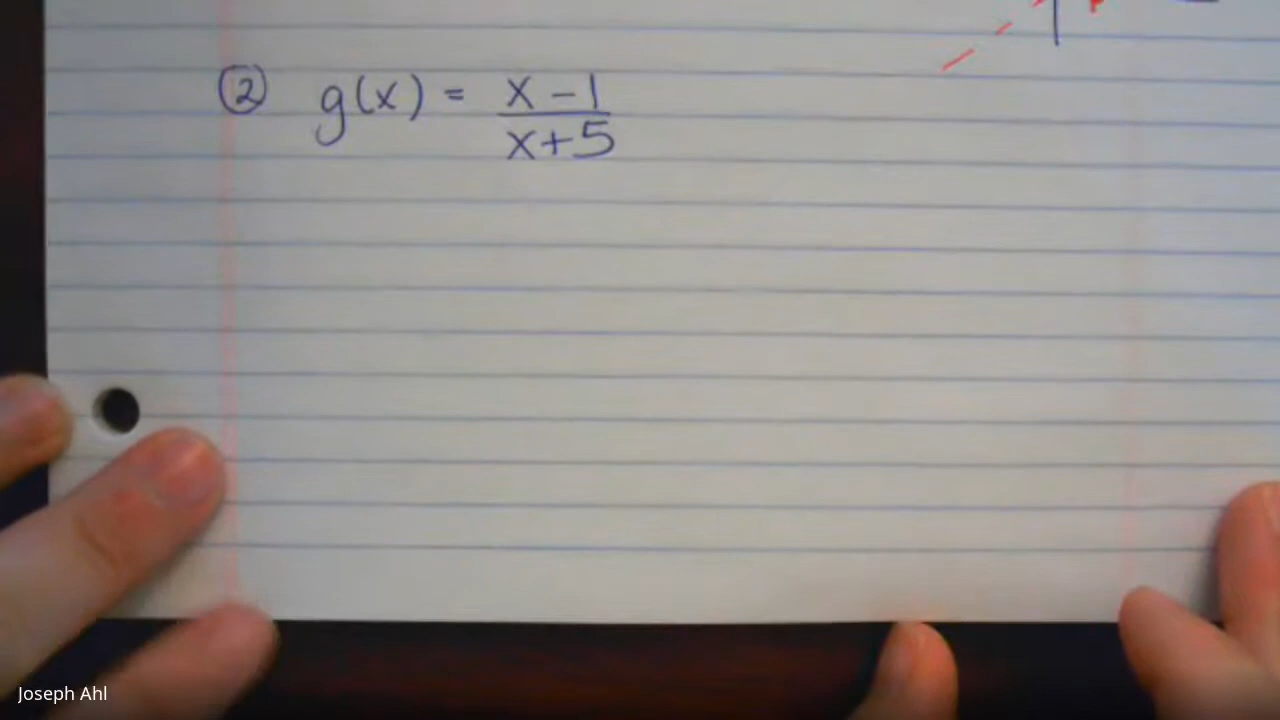 ② g(x) = x - 1
x + 5
Joseph Ahl